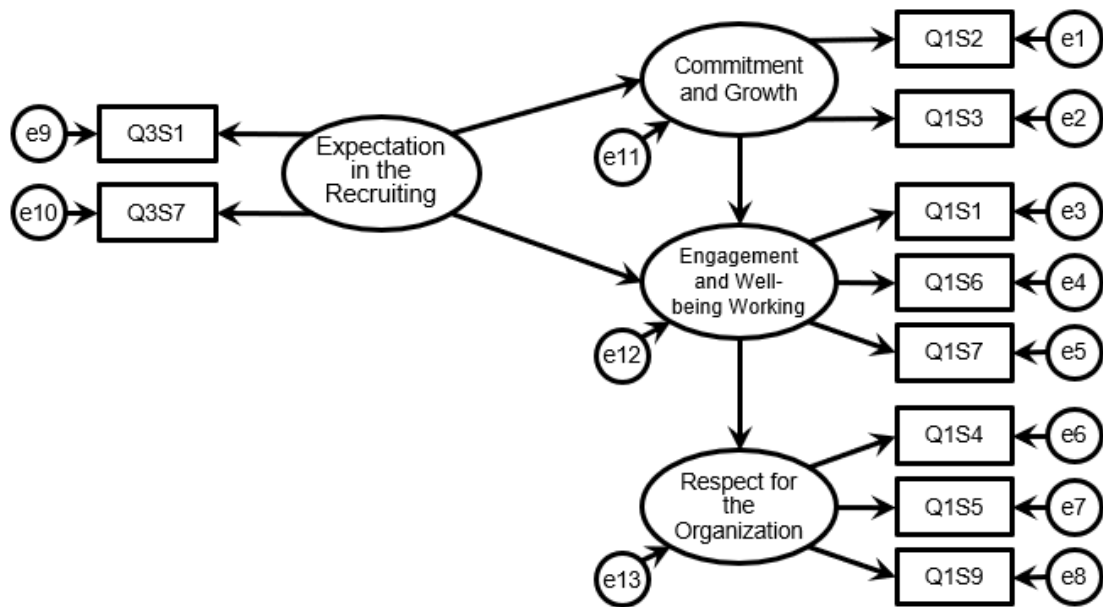 Q1S2
e1
Commitment
and Growth
e9
Q3S1
Q1S3
e2
Expectation
in the
Recruiting
e11
e10
Q3S7
Q1S1
e3
Engagement
and Well-
being Working
Q1S6
e4
e12
Q1S7
e5
Q1S4
e6
Respect for
the
Organization
Q1S5
e7
e13
Q1S9
e8